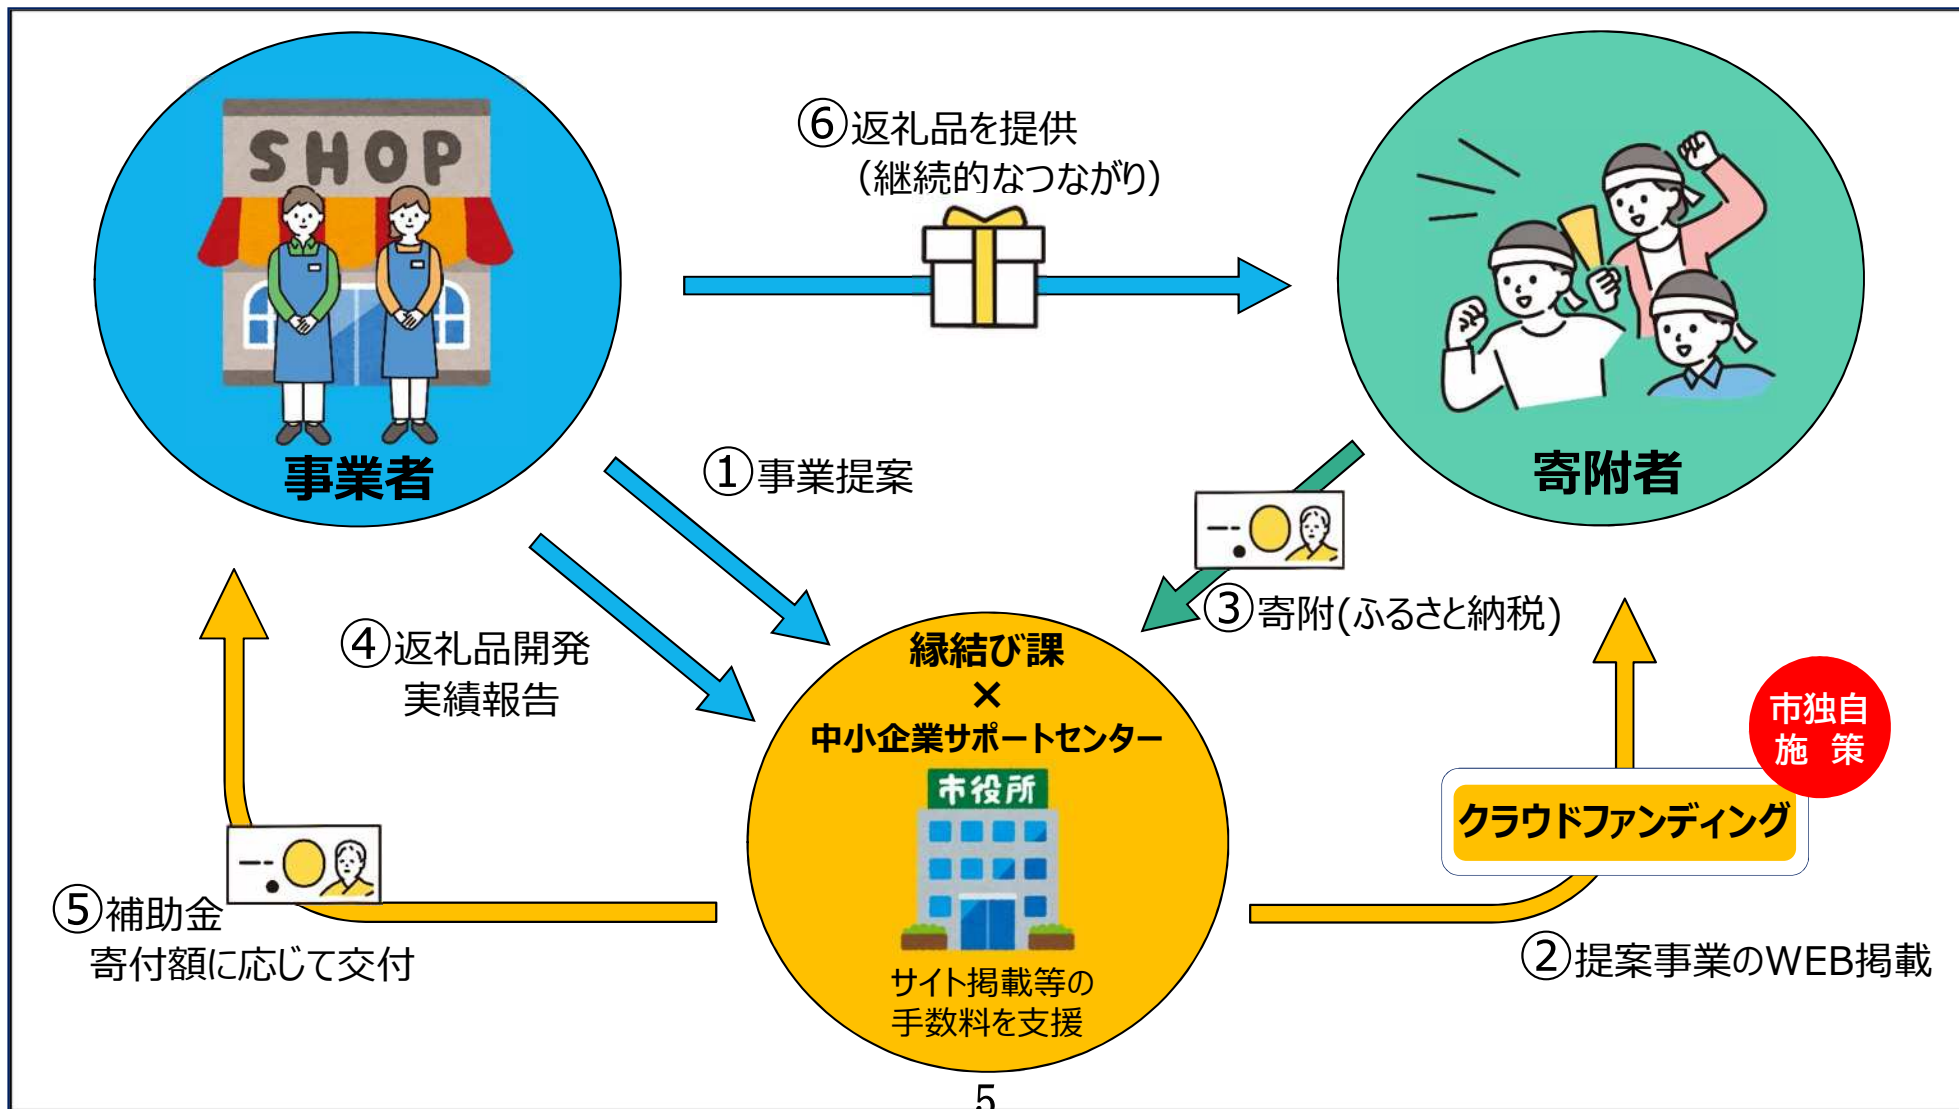 SHOP
事業者
⑥返礼品を提供
（継続的なつながり）
寄附者
①事業提案
③寄附(ふるさと納税)
④返礼品開発
実績報告
縁結び課
×
中小企業サポートセンター
市役所
サイト掲載等の
手数料を支援
市独自
施 策
クラウドファンディング
②提案事業のWEB掲載
⑤補助金
寄付額に応じて交付
5